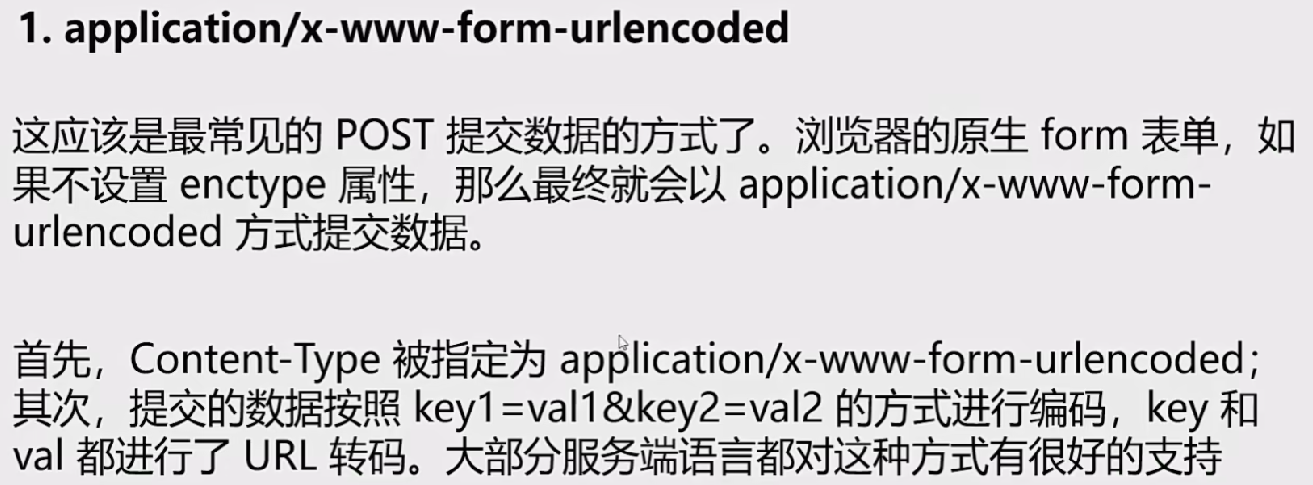 1. application/x-www-form-urlencoded
这应该是最常见的 POST 提交数据的方式了。浏览器的原生 form 表单，如
果不设置 enctype 属性，那么最终就会以 application/x-www-form-
urlencoded 方式提交数据。
首先，Content-Type 被指定为 application/x-www-form-urlencoded；
其次，提交的数据按照 key1=val1&key2=val2 的方式进行编码，key 和
val 都进行了 URL 转码。大部分服务端语言都对这种方式有很好的支持